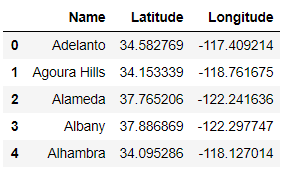 Name Latitude Longitude
0 Adelanto 34.582769 -117.409214
1 Agoura Hills 34.153339 -118.761675
2 Alameda 37.765206 -122.241636
3 Albany 37.886869 -122.297747
4 Alhambra 34.095286 -118.127014